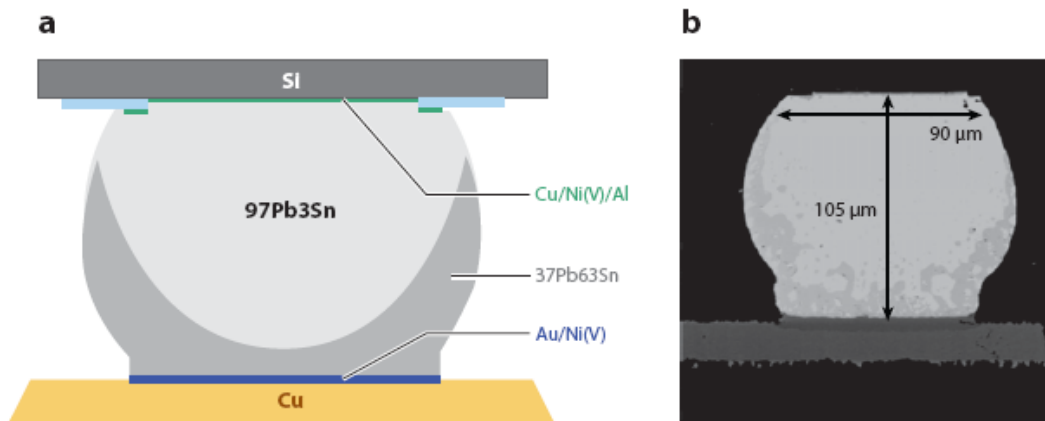 a
Si
Cu/Ni(V)/Al
97Pb3Sn
37Pb63Sn
Au/Ni(V)
Cu
b
90 µm
105 µm